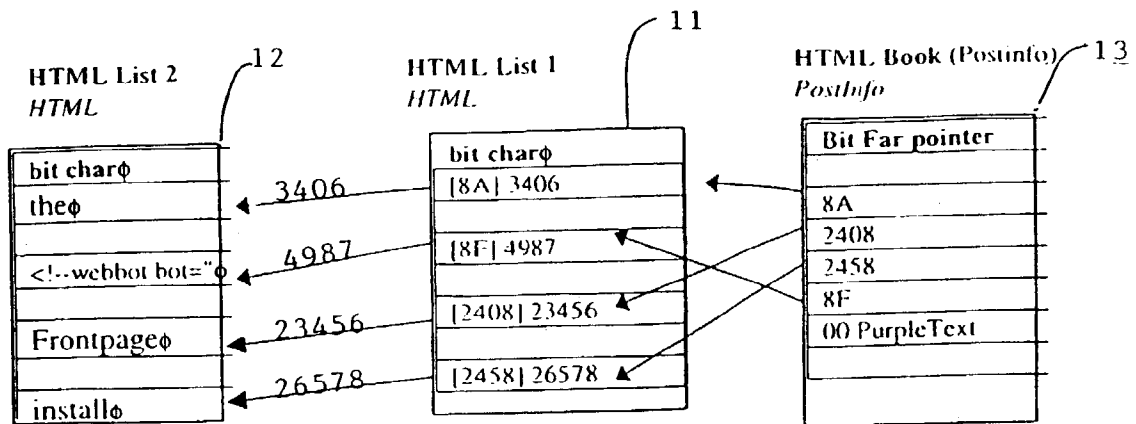 HTML List 2
HTML
12
bit charφ
theφ
<!--webbot bot="φ
Frontpageφ
installφ
3406
4987
23456
26578
HTML List 1
HTML
11
bit charφ
[8A] 3406
[8F] 4987
[2408] 23456
[2458] 26578
HTML Book (Postinfo)
PostInfo
13
Bit Far pointer
8A
2408
2458
8F
00 PurpleText